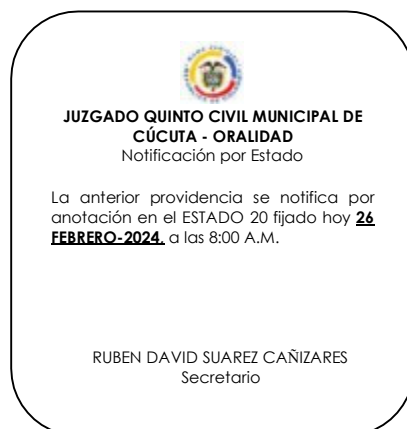 JUZGADO QUINTO CIVIL MUNICIPAL DE
CÚCUTA - ORALIDAD
Notificación por Estado
La anterior providencia se notifica por
anotación en el ESTADO 20 fijado hoy 26
FEBRERO-2024, a las 8:00 A.M.
RUBEN DAVID SUAREZ CAÑIZARES
Secretario